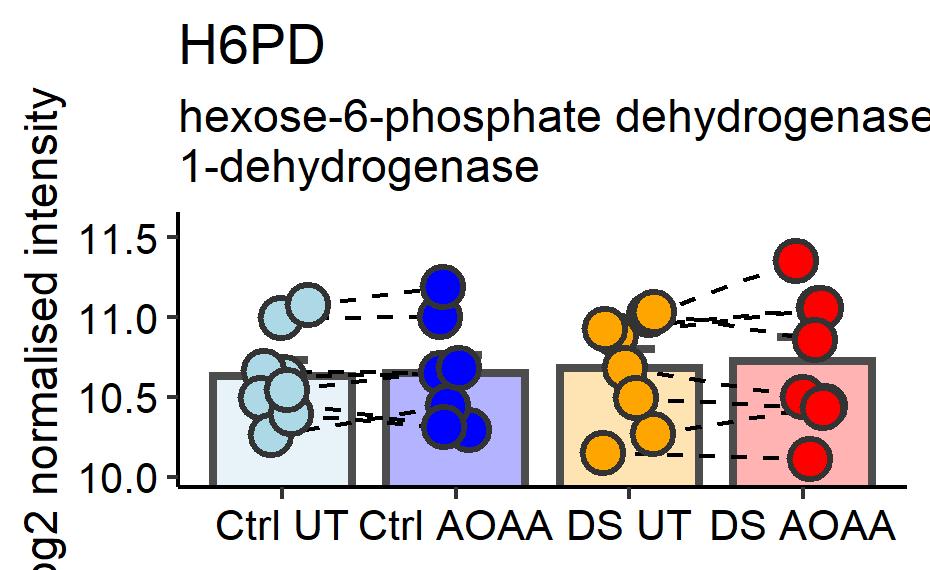 H6PD
hexose-6-phosphate dehydrogenase
1-dehydrogenase
normalised intensity
11.5
11.0
10.5
10.0
Ctrl UT Ctrl AOAA DS UT DS AOAA